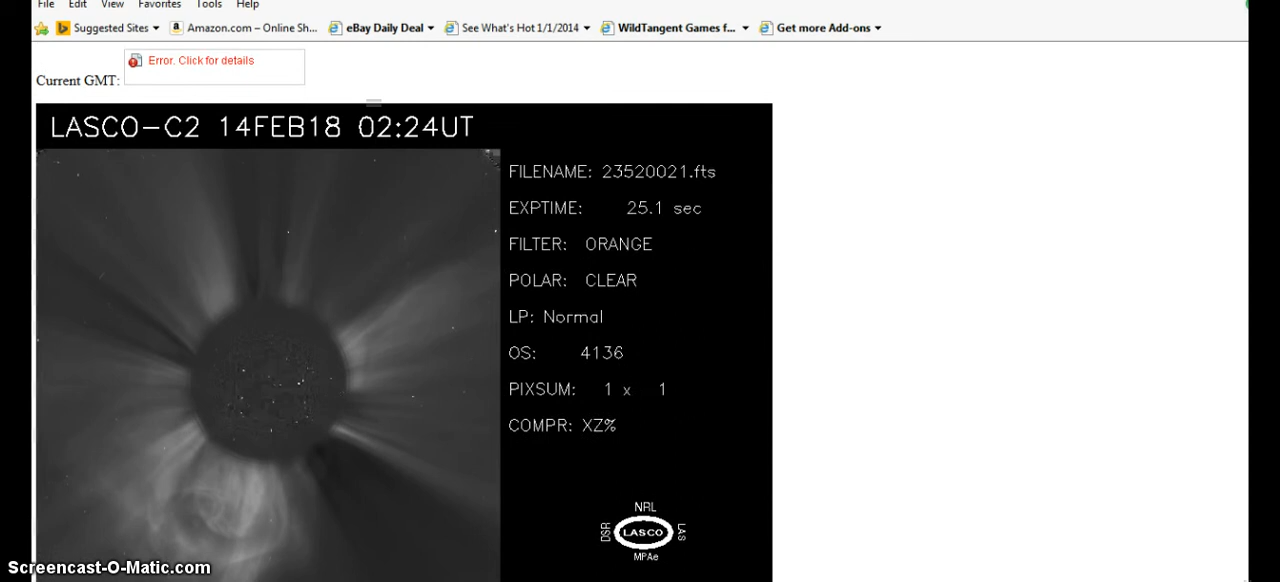 File Edit View Favorites Tools Help
Suggested Sites Amazon.com – Online Sh... eBay Daily Deal See What's Hot 1/1/2014 WildTangent Games f... Get more Add-ons
Error. Click for details
Current GMT:
LASCO-C2 14FEB18 02:24UT
FILENAME: 23520021.fts
EXPTIME: 25.1 sec
FILTER: ORANGE
POLAR: CLEAR
LP: Normal
OS: 4136
PIXSUM: 1 x 1
COMPR: XZ%
NRL
DSR LASCO LAS
MPAe
Screencast-O-Matic.com